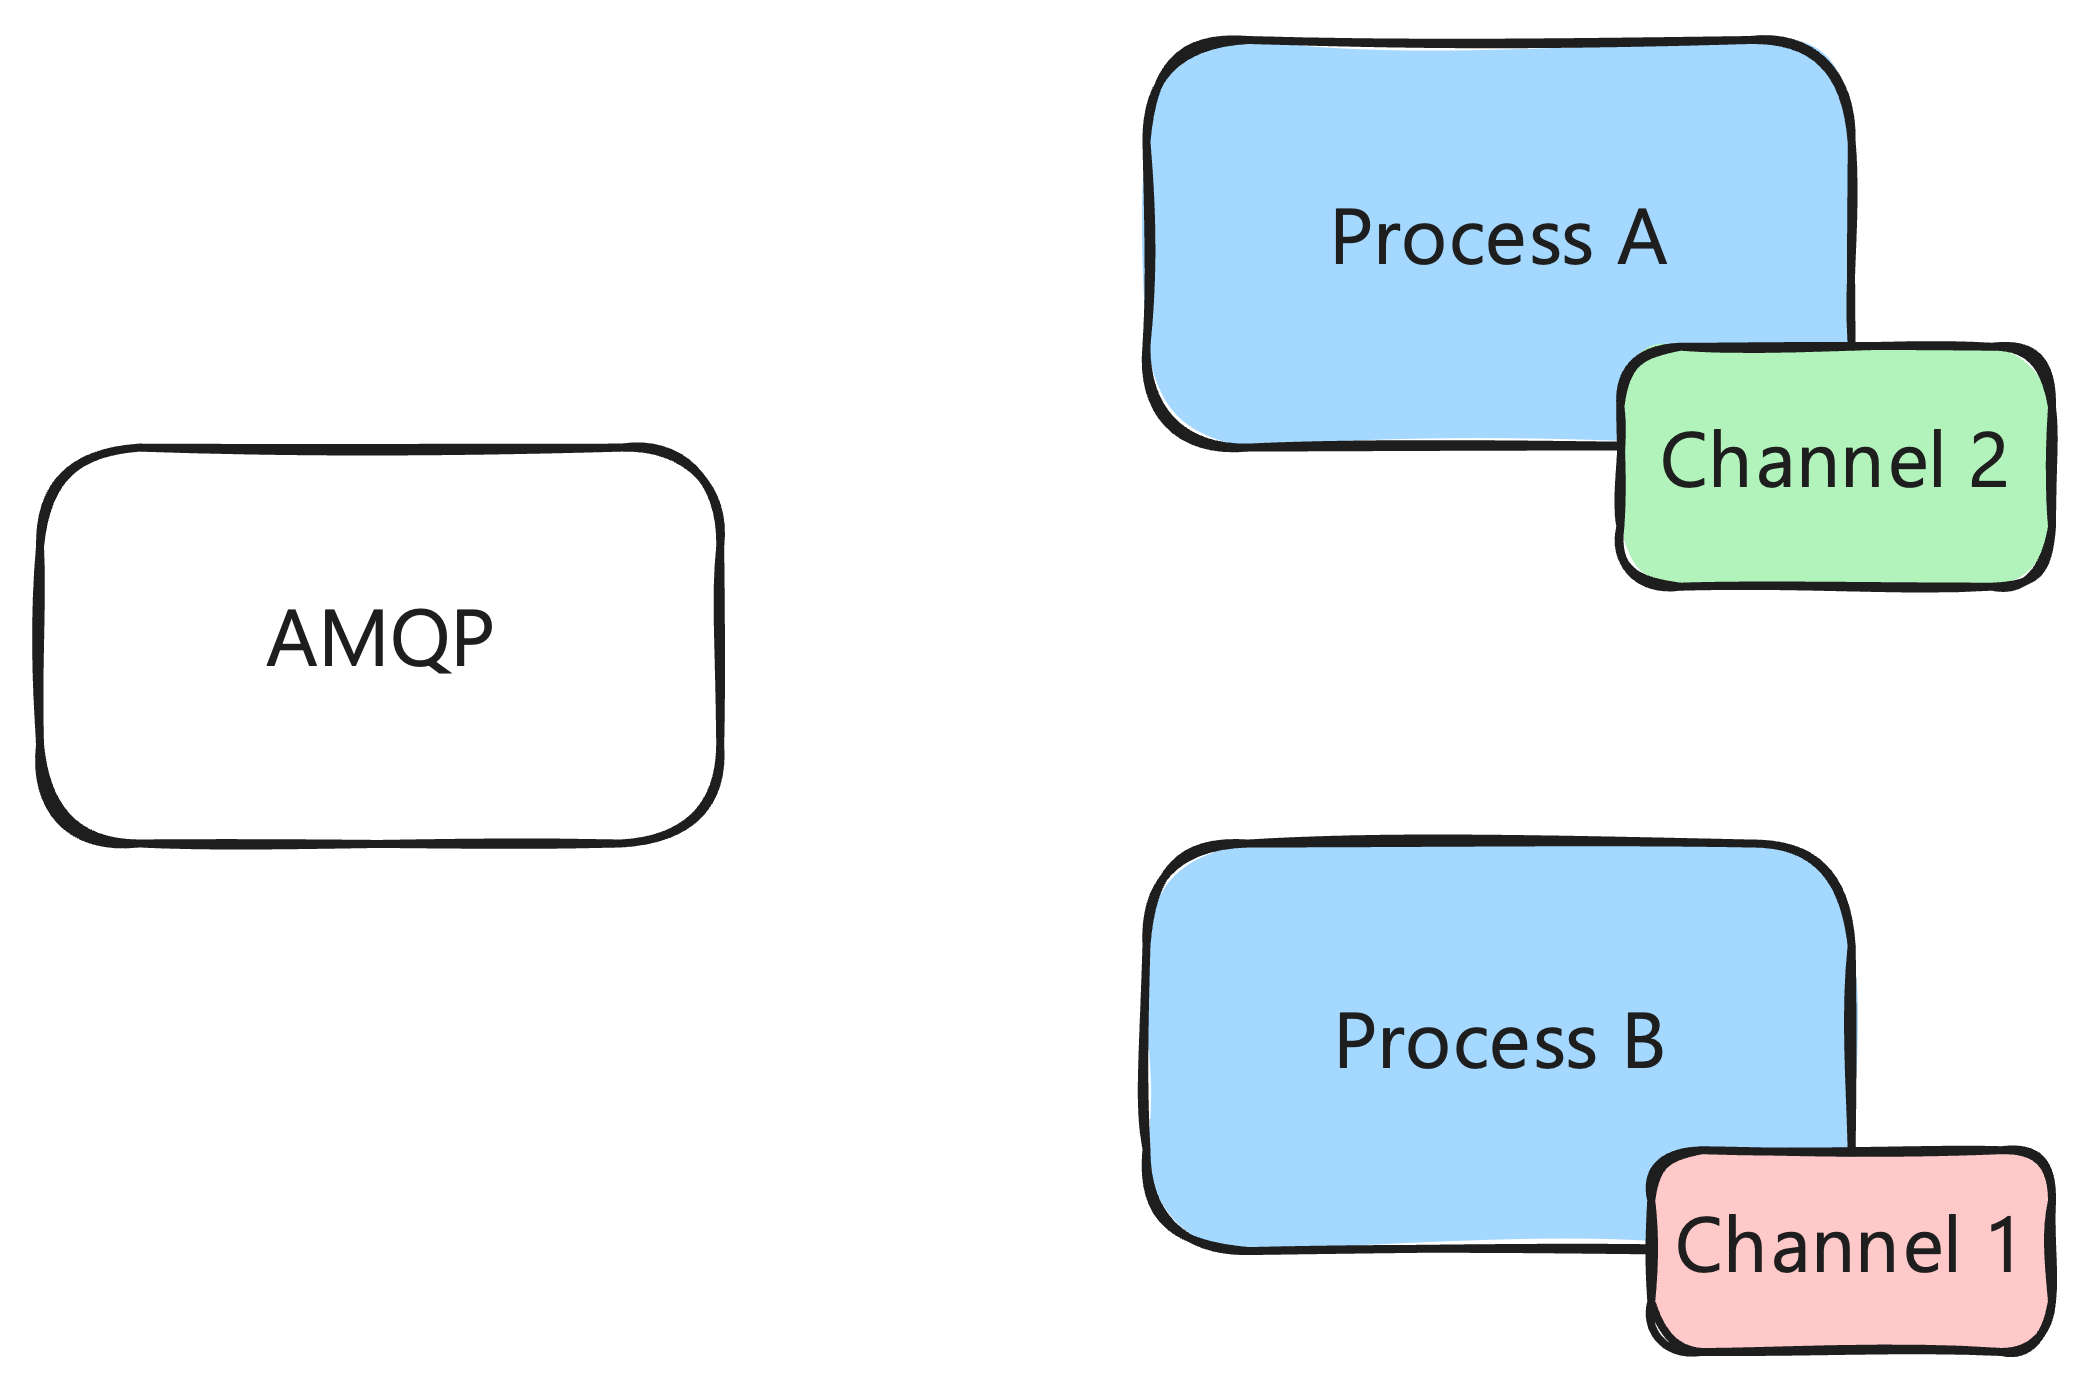 Process A
Channel 2
AMQP
Process B
Channel 1